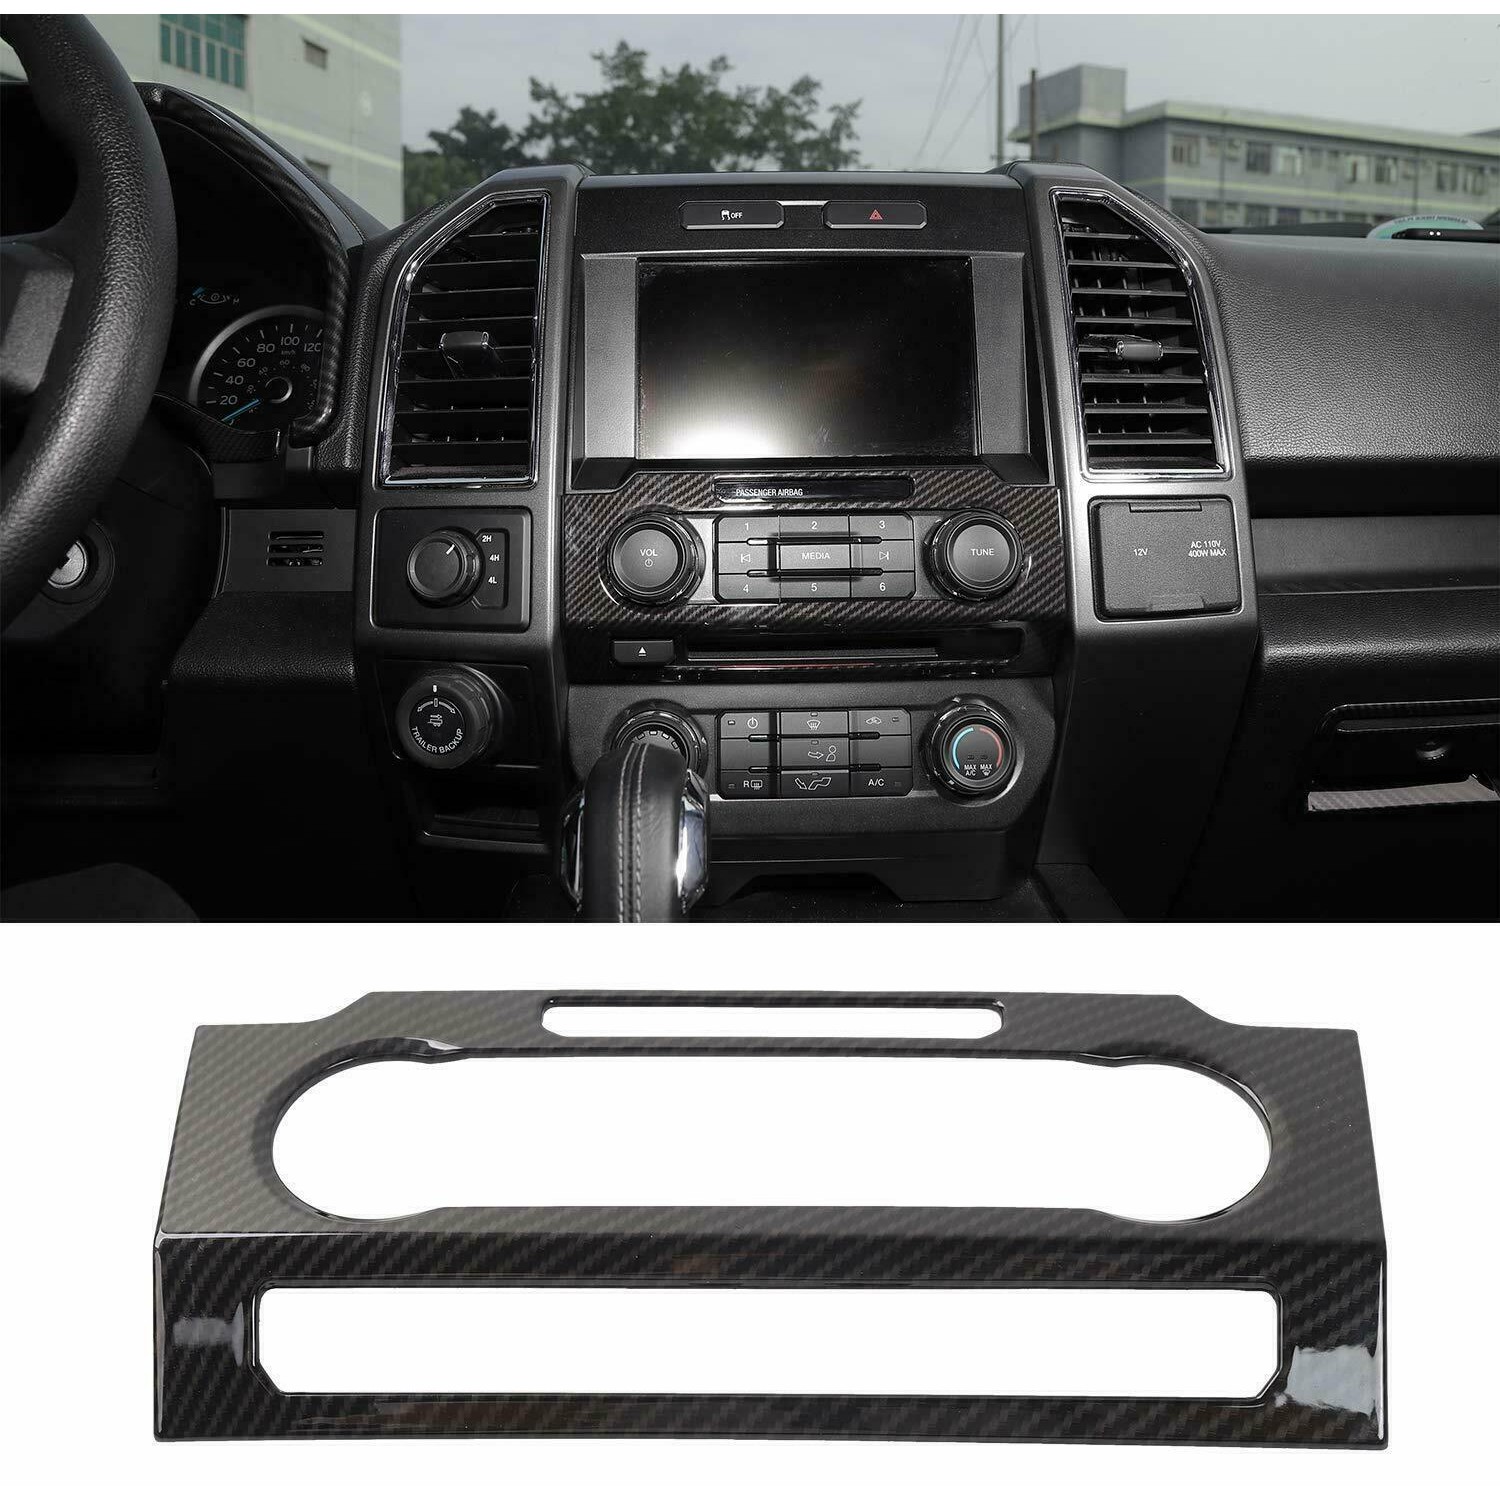 OFF
C H
20 40 60 80 100 120
km/h
PASSENGER AIRBAG
VOL
1 2 3
MEDIA
4 5 6
TUNE
2H
4H
4L
12V
AC 110V
400W MAX
TRAILER BACKUP
R
A/C
MAX
A/C
MAX